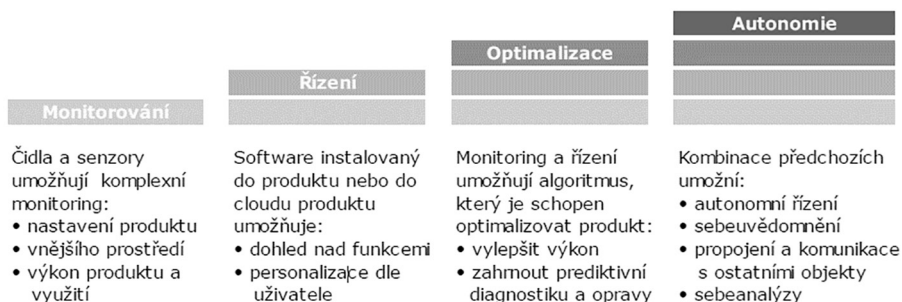 Monitorování
Čidla a senzory
umožňují komplexní
monitoring:
• nastavení produktu
• vnějšího prostředí
• výkon produktu a
využití
Řízení
Software instalovaný
do produktu nebo do
cloudu produktu
umožňuje:
• dohled nad funkcemi
• personalizace dle
uživatele
Optimalizace
Monitoring a řízení
umožňují algoritmus,
který je schopen
optimalizovat produkt:
• vylepšit výkon
• zahrnout prediktivní
diagnostiku a opravy
Autonomie
Kombinace předchozích
umožní:
• autonomní řízení
• sebeuvědomnění
• propojení a komunikace
s ostatními objekty
• sebeanalýzy